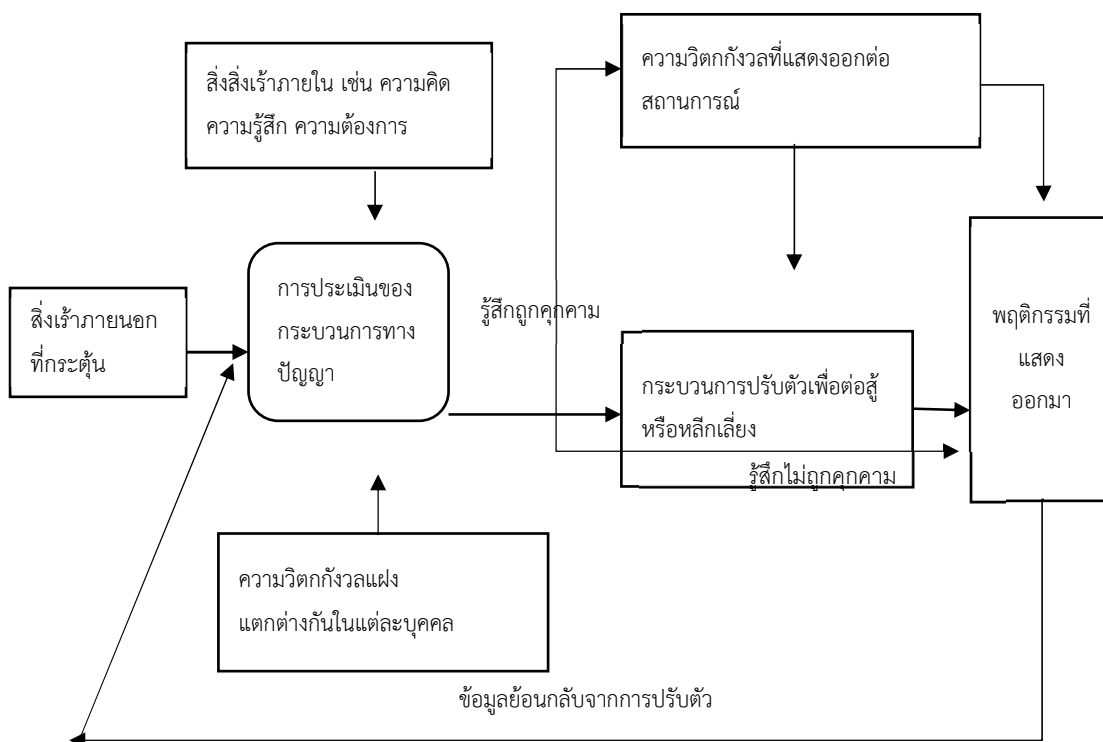 สิ่งสิ่งเร้าภายใน เช่น ความคิด
ความรู้สึก ความต้องการ
ความวิตกกังวลที่แสดงออกต่อ
สถานการณ์
สิ่งเร้าภายนอก
ที่กระตุ้น
การประเมินของ
กระบวนการทาง
ปัญญา
รู้สึกถูกคุกคาม
กระบวนการปรับตัวเพื่อต่อสู้
หรือหลีกเลี่ยง
รู้สึกไม่ถูกคุกคาม
พฤติกรรมที่
แสดง
ออกมา
ความวิตกกังวลแฝง
แตกต่างกันในแต่ละบุคคล
ข้อมูลย้อนกลับจากการปรับตัว